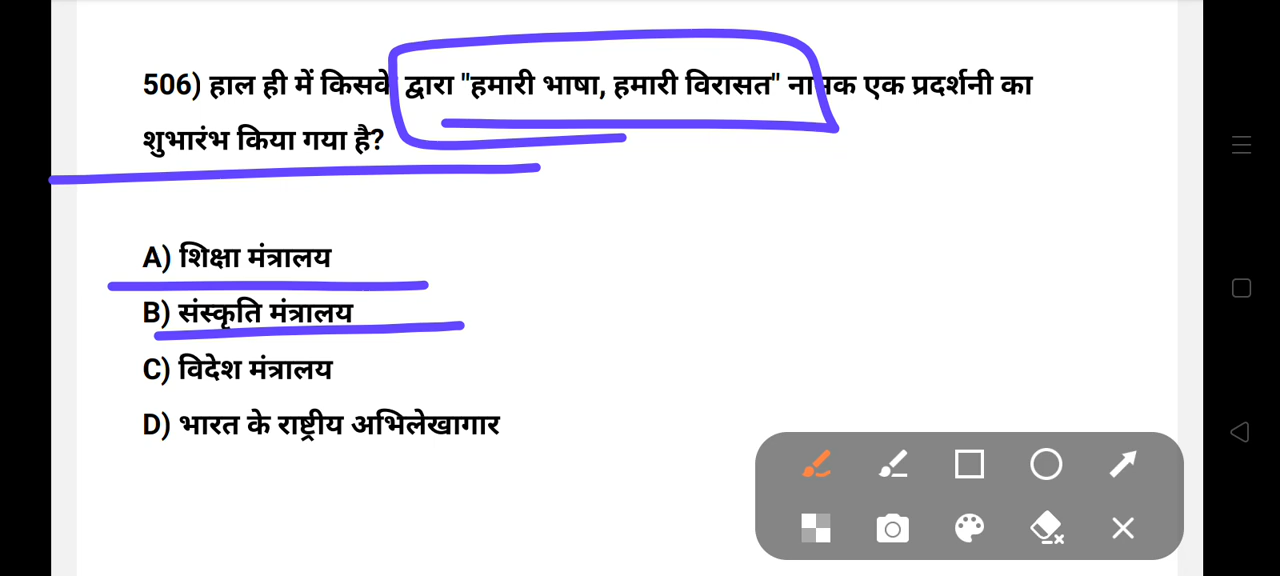 506) हाल ही में किसके द्वारा "हमारी भाषा, हमारी विरासत" नामक एक प्रदर्शनी का
शुभारंभ किया गया है?
A) शिक्षा मंत्रालय
B) संस्कृति मंत्रालय
C) विदेश मंत्रालय
D) भारत के राष्ट्रीय अभिलेखागार